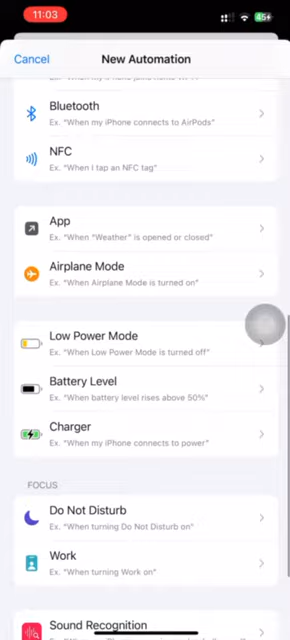 11:03
45
Cancel
New Automation
Bluetooth
Ex. "When my iPhone connects to AirPods"
NFC
Ex. "When I tap an NFC tag"
App
Ex. "When "Weather" is opened or closed"
Airplane Mode
Ex. "When Airplane Mode is turned on"
Low Power Mode
Ex. "When Low Power Mode is turned off"
Battery Level
Ex. "When battery level rises above 50%"
Charger
Ex. "When my iPhone connects to power"
FOCUS
Do Not Disturb
Ex. "When turning Do Not Disturb on"
Work
Ex. "When turning Work on"
Sound Recognition